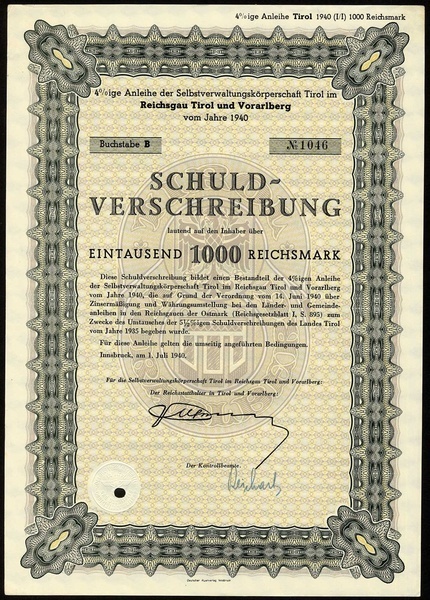 4%ige Anleihe Tirol 1940 (I/I) 1000 Reichsmark
4%ige Anleihe der Selbstverwaltungskörperschaft Tirol im
Reichsgau Tirol und Vorarlberg
vom Jahre 1940
Buchstabe B
№ 1046
SCHULD-
VERSCHREIBUNG
lautend auf den Inhaber über
EINTAUSEND 1000 REICHSMARK
Diese Schuldverschreibung bildet einen Bestandteil der 4%igen Anleihe
der Selbstverwaltungskörperschaft Tirol im Reichsgau Tirol und Vorarlberg
vom Jahre 1940, die auf Grund der Verordnung vom 14. Juni 1940 über
Zinsermäßigung und Währungsumstellung bei den Länder- und Gemeinde-
anleihen in den Reichsgauen der Ostmark (Reichsgesetzblatt I, S. 895) zum
Zwecke des Umtausches der 5½%igen Schuldverschreibungen des Landes Tirol
vom Jahre 1935 begeben wurde.
Für diese Anleihe gelten die umseitig angeführten Bedingungen.
Innsbruck, am 1. Juli 1940.
Für die Selbstverwaltungskörperschaft Tirol im Reichsgau Tirol und Vorarlberg:
Der Reichsstatthalter in Tirol und Vorarlberg:
Der Kontrollbeamte.